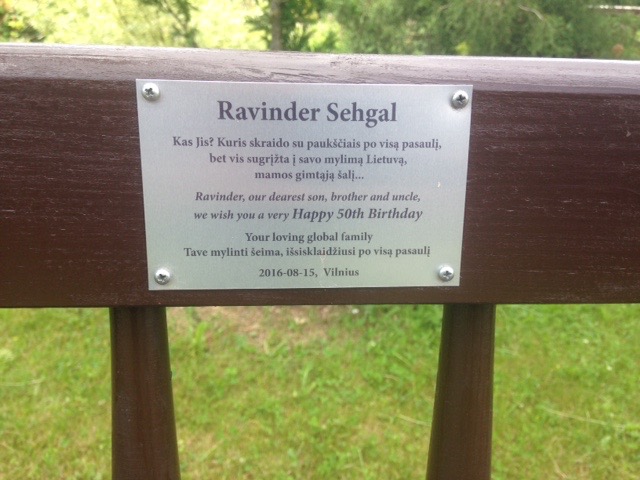 Ravinder Sehgal
Kas Jis? Kuris skraido su paukščiais po visą pasaulį,
bet vis sugrįžta į savo mylimą Lietuvą,
mamos gimtąją šalį...
Ravinder, our dearest son, brother and uncle,
we wish you a very Happy 50th Birthday
Your loving global family
Tave mylinti šeima, išsisklaidžiusi po visą pasaulį
2016-08-15, Vilnius